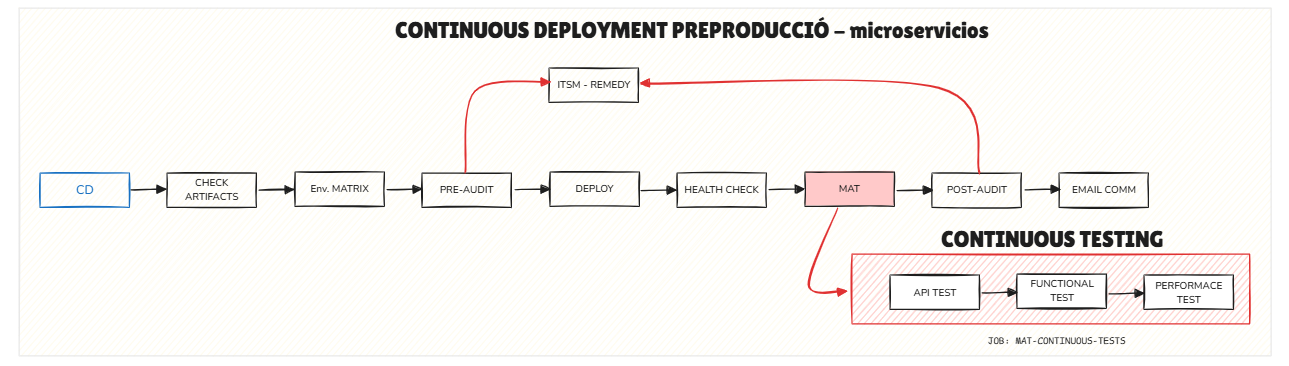 CONTINUOUS DEPLOYMENT PREPRODUCCIÓ – microservicios
ITSM - REMEDY
CD
CHECK
ARTIFACTS
Env. MATRIX
PRE-AUDIT
DEPLOY
HEALTH CHECK
MAT
POST-AUDIT
EMAIL COMM
CONTINUOUS TESTING
API TEST
FUNCTIONAL
TEST
PERFORMACE
TEST
JOB: MAT-CONTINUOUS-TESTS